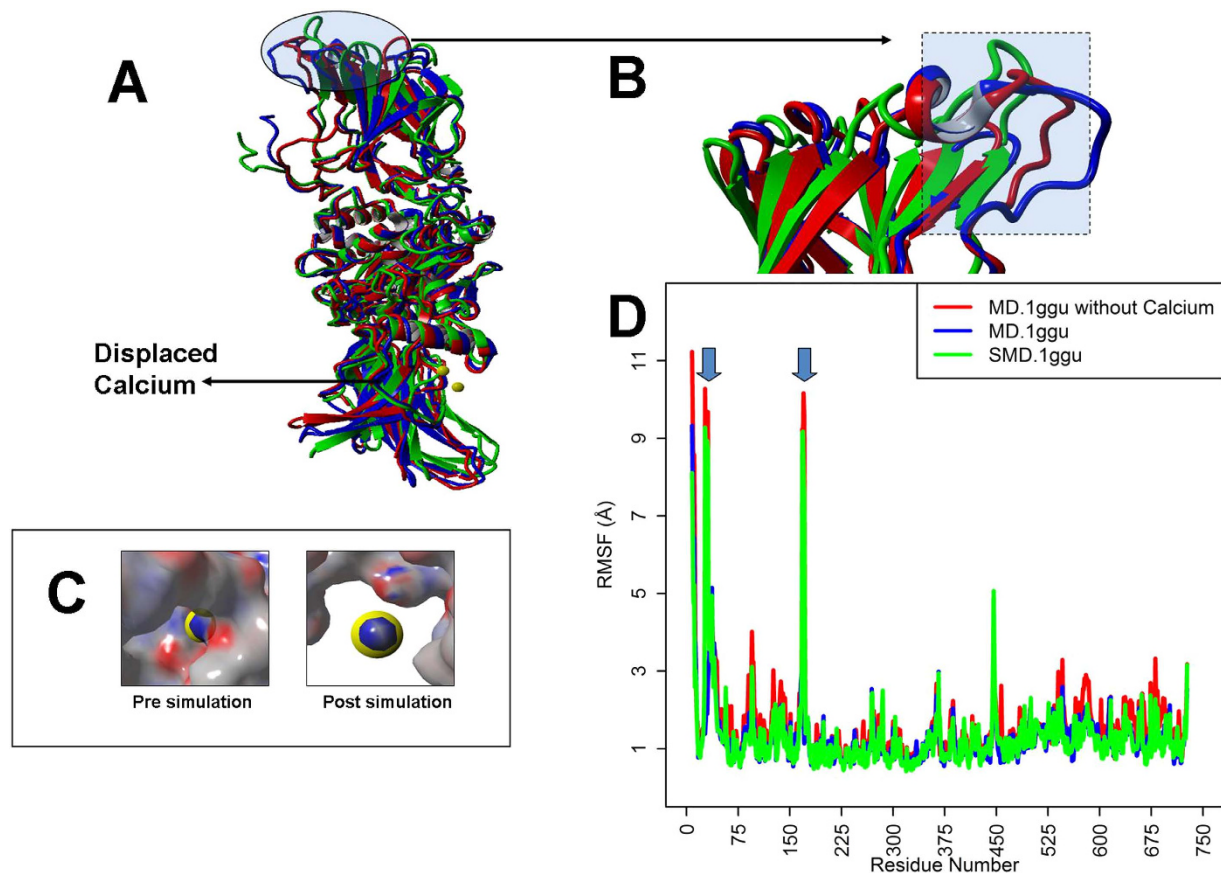 A
B
Displaced
Calcium
C
Pre simulation
Post simulation
D
MD.1ggu without Calcium
MD.1ggu
SMD.1ggu
RMSF (Å)
11
9
7
5
3
1
0
75
150
225
300
375
450
525
600
675
750
Residue Number